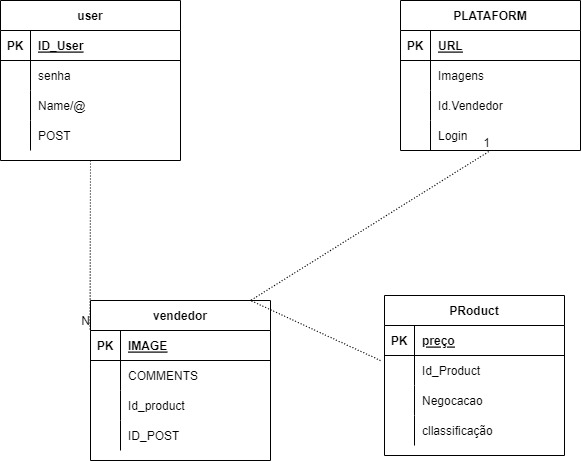 user
PK ID_User
senha
Name/@
POST
PLATAFORM
PK URL
Imagens
Id.Vendedor
Login
1
N
vendedor
PK IMAGE
COMMENTS
Id_product
ID_POST
PRoduct
PK preço
Id_Product
Negocacao
cllassificação